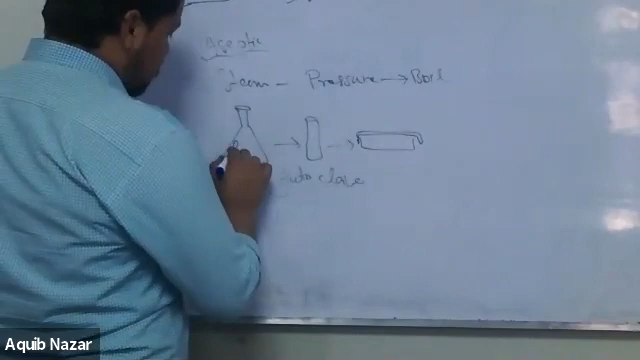 Steam - Pressure → Boil
Autoclave
Aquib Nazar